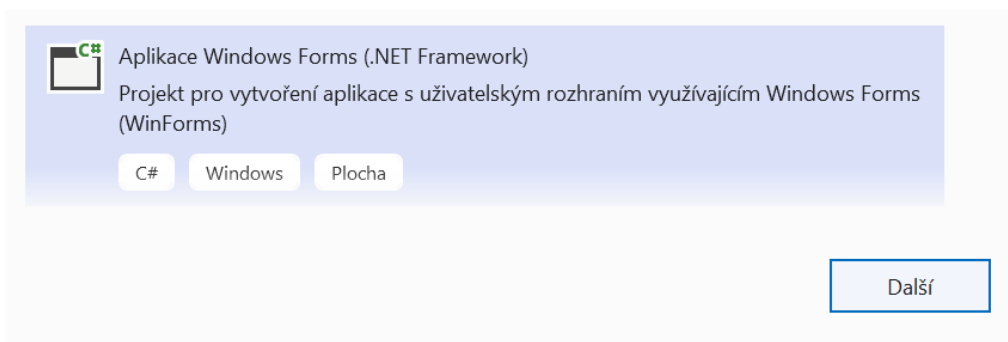 C#
Aplikace Windows Forms (.NET Framework)
Projekt pro vytvoření aplikace s uživatelským rozhraním využívajícím Windows Forms
(WinForms)
C# Windows Plocha
Další